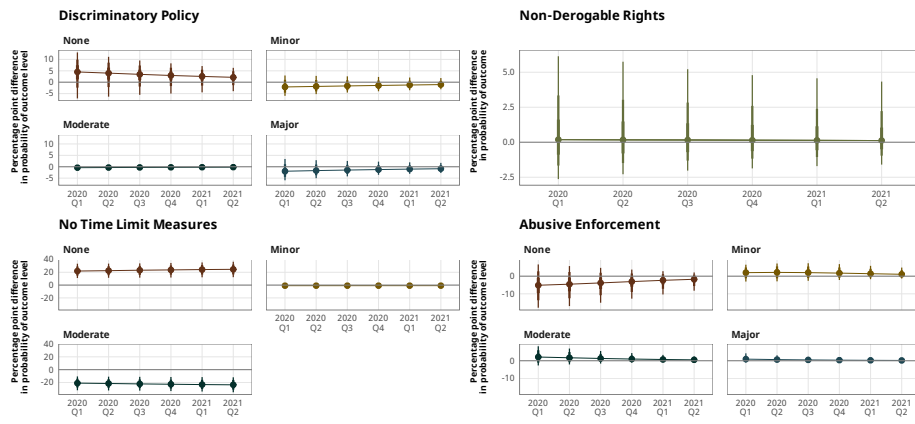 Discriminatory Policy
Percentage point difference
in probability of outcome level
None
10
5
0
-5
Minor
Moderate
10
5
0
-5
2020 2020 2020 2020 2021 2021
Q1 Q2 Q3 Q4 Q1 Q2
Major
2020 2020 2020 2020 2021 2021
Q1 Q2 Q3 Q4 Q1 Q2
Non-Derogable Rights
Percentage point difference
in probability of outcome
5.0
2.5
0.0
-2.5
2020 2020 2020 2020 2021 2021
Q1 Q2 Q3 Q4 Q1 Q2
No Time Limit Measures
Percentage point difference
in probability of outcome level
None
40
20
0
-20
Minor
2020 2020 2020 2020 2021 2021
Q1 Q2 Q3 Q4 Q1 Q2
Moderate
40
20
0
-20
2020 2020 2020 2020 2021 2021
Q1 Q2 Q3 Q4 Q1 Q2
Abusive Enforcement
Percentage point difference
in probability of outcome level
None
0
-10
Minor
Moderate
0
-10
2020 2020 2020 2020 2021 2021
Q1 Q2 Q3 Q4 Q1 Q2
Major
2020 2020 2020 2020 2021 2021
Q1 Q2 Q3 Q4 Q1 Q2